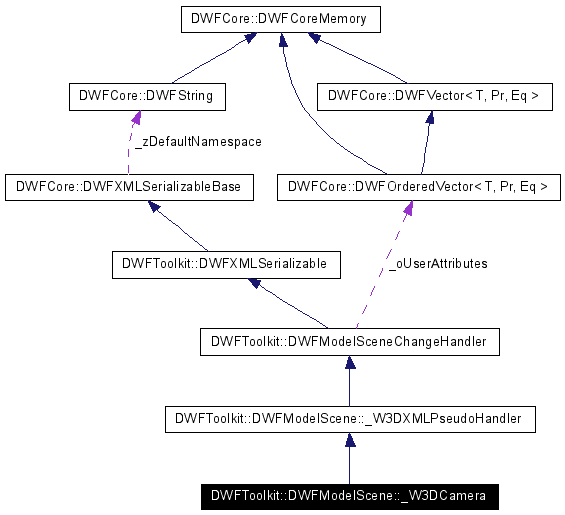 DWFCore::DWFCoreMemory
DWFCore::DWFString
DWFCore::DWFVector< T, Pr, Eq >
_zDefaultNamespace
DWFCore::DWFXMLSerializableBase
DWFCore::DWFOrderedVector< T, Pr, Eq >
DWFToolkit::DWFXMLSerializable
_oUserAttributes
DWFToolkit::DWFModelSceneChangeHandler
DWFToolkit::DWFModelScene::_W3DXMLPseudoHandler
DWFToolkit::DWFModelScene::_W3DCamera